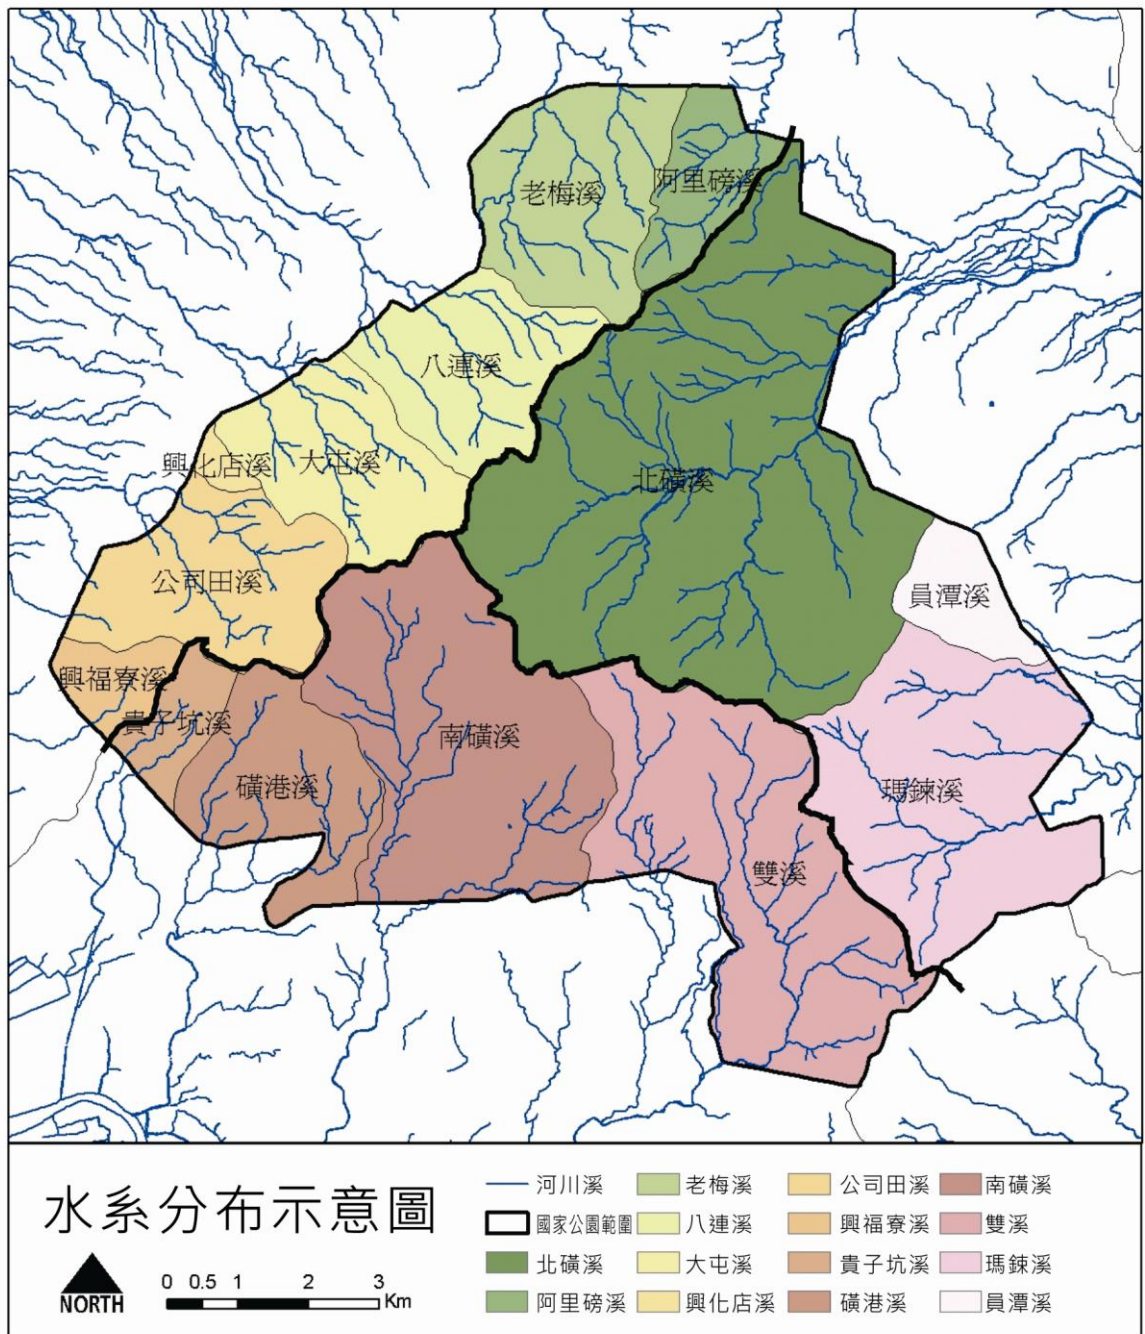 老梅溪
阿里磅溪
八連溪
興化店溪
大屯溪
北磺溪
公司田溪
員潭溪
興福寮溪
貴子坑溪
南磺溪
磺港溪
瑪鋉溪
雙溪
水系分布示意圖
NORTH
0 0.5 1 2 3
Km
河川溪
國家公園範圍
北磺溪
阿里磅溪
老梅溪
八連溪
大屯溪
興化店溪
公司田溪
興福寮溪
貴子坑溪
磺港溪
南磺溪
雙溪
瑪鋉溪
員潭溪